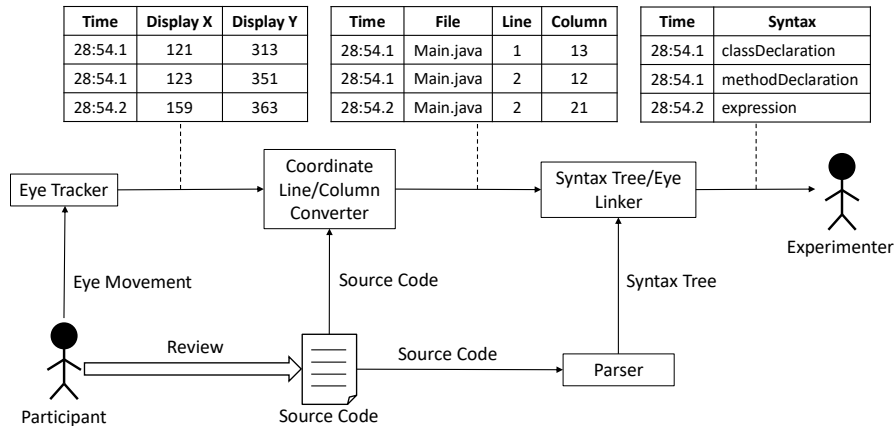 Time Display X Display Y
28:54.1 121 313
28:54.1 123 351
28:54.2 159 363
Time File Line Column
28:54.1 Main.java 1 13
28:54.1 Main.java 2 12
28:54.2 Main.java 2 21
Time Syntax
28:54.1 classDeclaration
28:54.1 methodDeclaration
28:54.2 expression
Eye Tracker
Coordinate
Line/Column
Converter
Syntax Tree/Eye
Linker
Experimenter
Eye Movement
Source Code
Syntax Tree
Review
Source Code
Parser
Participant
Source Code